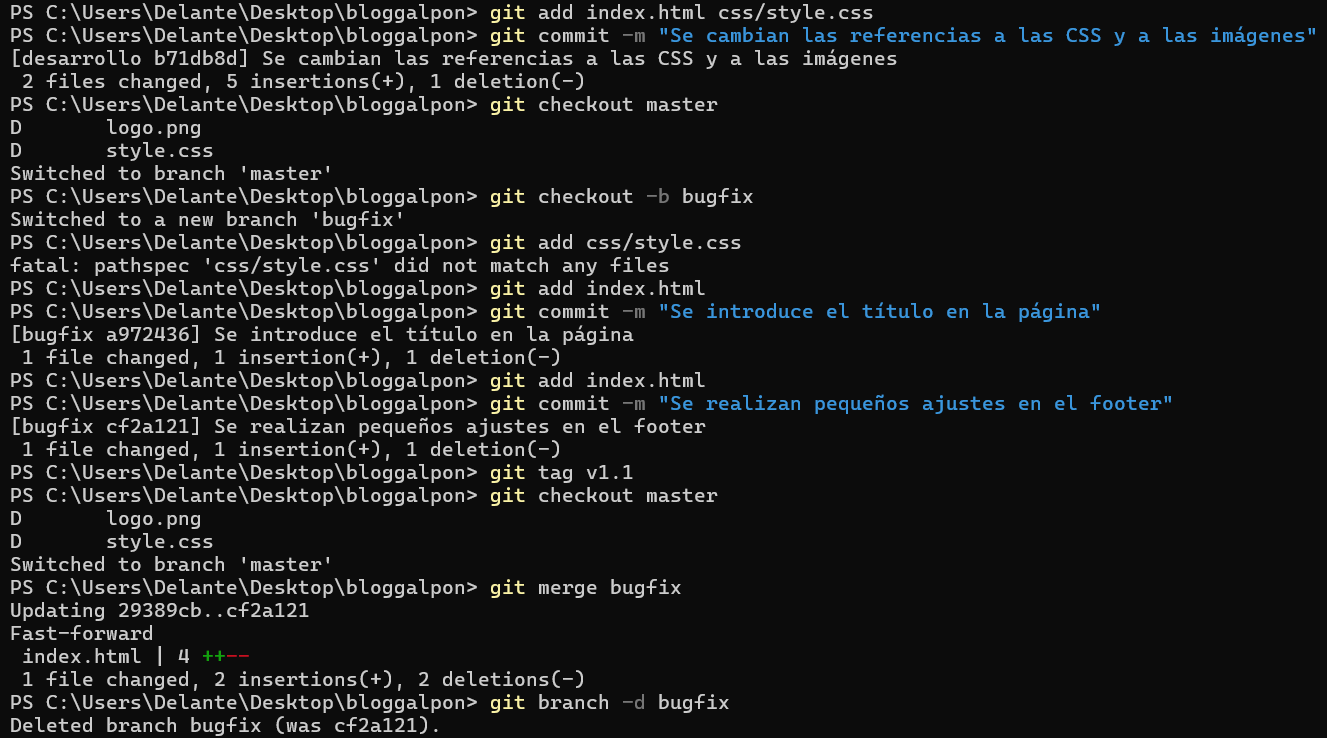 PS C:\Users\Delante\Desktop\bloggalpon> git add index.html css/style.css
PS C:\Users\Delante\Desktop\bloggalpon> git commit -m "Se cambian las referencias a las CSS y a las imágenes"
[desarrollo b71db8d] Se cambian las referencias a las CSS y a las imágenes
 2 files changed, 5 insertions(+), 1 deletion(-)
PS C:\Users\Delante\Desktop\bloggalpon> git checkout master
D       logo.png
D       style.css
Switched to branch 'master'
PS C:\Users\Delante\Desktop\bloggalpon> git checkout -b bugfix
Switched to a new branch 'bugfix'
PS C:\Users\Delante\Desktop\bloggalpon> git add css/style.css
fatal: pathspec 'css/style.css' did not match any files
PS C:\Users\Delante\Desktop\bloggalpon> git add index.html
PS C:\Users\Delante\Desktop\bloggalpon> git commit -m "Se introduce el título en la página"
[bugfix a972436] Se introduce el título en la página
 1 file changed, 1 insertion(+), 1 deletion(-)
PS C:\Users\Delante\Desktop\bloggalpon> git add index.html
PS C:\Users\Delante\Desktop\bloggalpon> git commit -m "Se realizan pequeños ajustes en el footer"
[bugfix cf2a121] Se realizan pequeños ajustes en el footer
 1 file changed, 1 insertion(+), 1 deletion(-)
PS C:\Users\Delante\Desktop\bloggalpon> git tag v1.1
PS C:\Users\Delante\Desktop\bloggalpon> git checkout master
D       logo.png
D       style.css
Switched to branch 'master'
PS C:\Users\Delante\Desktop\bloggalpon> git merge bugfix
Updating 29389cb..cf2a121
Fast-forward
 index.html | 4 ++--
 1 file changed, 2 insertions(+), 2 deletions(-)
PS C:\Users\Delante\Desktop\bloggalpon> git branch -d bugfix
Deleted branch bugfix (was cf2a121).